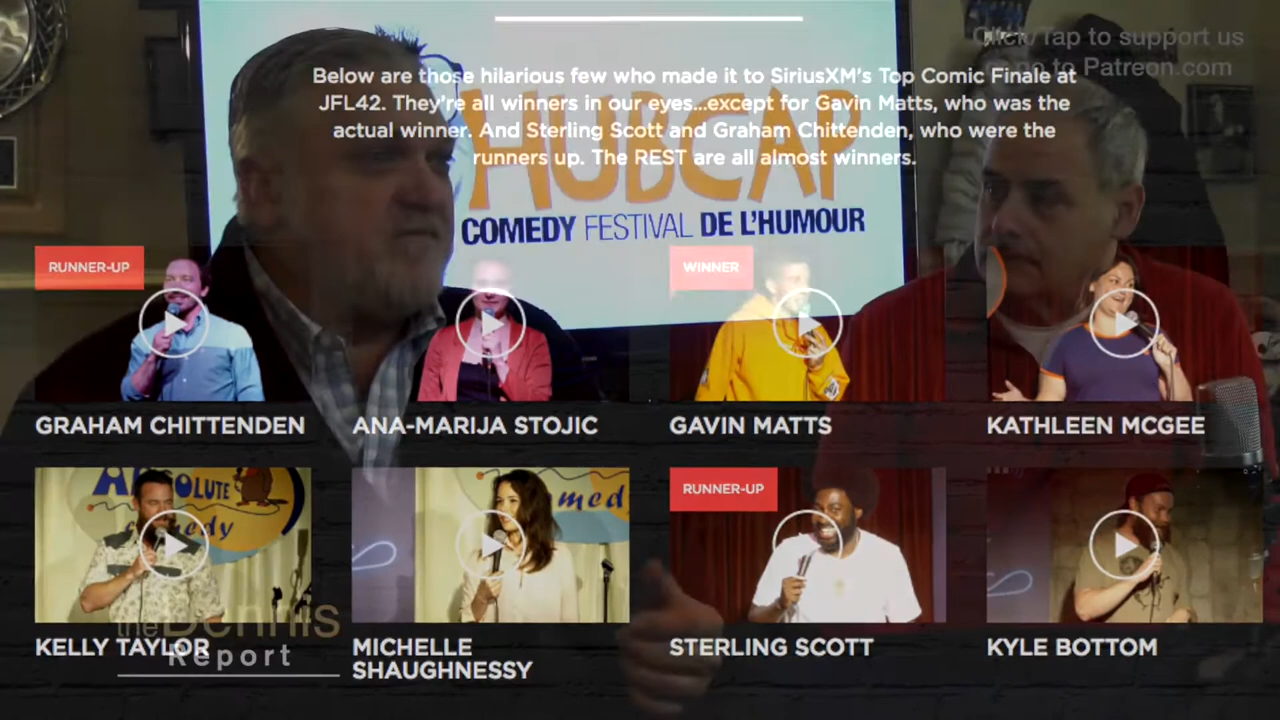 Click/Tap to support us
go to Patreon.com
Below are those hilarious few who made it to SiriusXM's Top Comic Finale at
JFL42. They're all winners in our eyes...except for Gavin Matts, who was the
actual winner. And Sterling Scott and Graham Chittenden, who were the
runners up. The REST are all almost winners.
HUBCAP
COMEDY FESTIVAL DE L'HUMOUR
RUNNER-UP
WINNER
GRAHAM CHITTENDEN
ANA-MARIJA STOJIC
GAVIN MATTS
KATHLEEN MCGEE
ABSOLUTE
comedy
medy
RUNNER-UP
KELLY TAYLOR
MICHELLE
SHAUGHNESSY
STERLING SCOTT
KYLE BOTTOM
the Dennis
Report